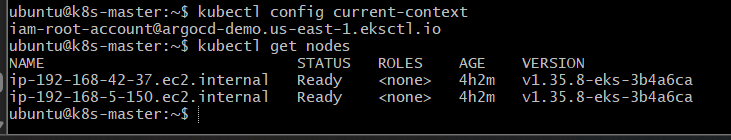 ubuntu@k8s-master:~$ kubectl config current-context
iam-root-account@argocd-demo.us-east-1.eksctl.io
ubuntu@k8s-master:~$ kubectl get nodes
NAME STATUS ROLES AGE VERSION
ip-192-168-42-37.ec2.internal Ready <none> 4h2m v1.35.8-eks-3b4a6ca
ip-192-168-5-150.ec2.internal Ready <none> 4h2m v1.35.8-eks-3b4a6ca
ubuntu@k8s-master:~$